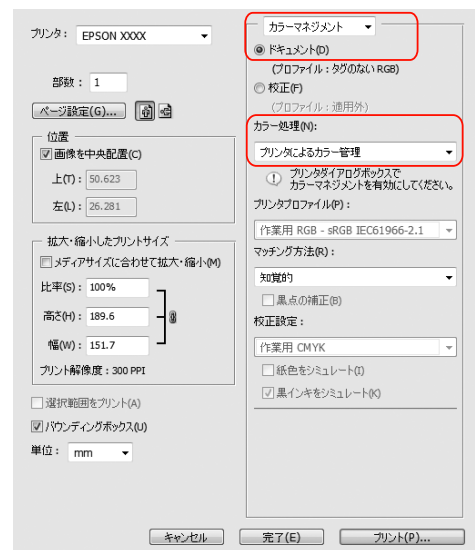 プリンタ： EPSON XXXX
部数： 1
ページ設定(G)...
位置
画像を中央配置(C)
上(T)： 50.623
左(L)： 26.281
拡大・縮小したプリントサイズ
メディアサイズに合わせて拡大・縮小(M)
比率(S)： 100%
高さ(H)： 189.6
幅(W)： 151.7
プリント解像度：300 PPI
選択範囲をプリント(A)
バウンディングボックス(U)
単位： mm
カラーマネジメント
ドキュメント(D)
(プロファイル：タグのない RGB)
校正(F)
(プロファイル：適用外)
カラー処理(N)：
プリンタによるカラー管理
プリンタダイアログボックスで
カラーマネジメントを有効にしてください。
プリンタプロファイル(P)：
作業用 RGB - sRGB IEC61966-2.1
マッチング方法(R)：
知覚的
黒点の補正(B)
校正設定：
作業用 CMYK
紙色をシミュレート(I)
黒インキをシミュレート(K)
キャンセル
完了(E)
プリント(P)...